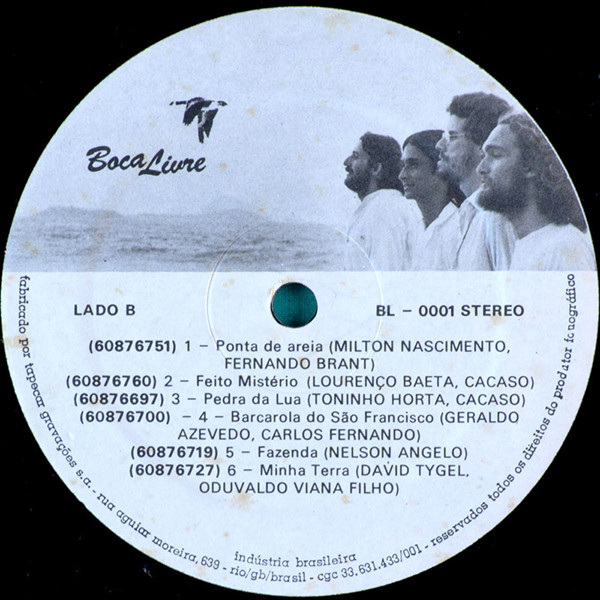 Boca Livre
LADO B
BL - 0001 STEREO
(60876751) 1 - Ponta de areia (MILTON NASCIMENTO,
FERNANDO BRANT)
(60876760) 2 - Feito Mistério (LOURENÇO BAETA, CACASO)
(60876697) 3 - Pedra da Lua (TONINHO HORTA, CACASO)
(60876700) - 4 - Barcarola do São Francisco (GERALDO
AZEVEDO, CARLOS FERNANDO)
(60876719) 5 - Fazenda (NELSON ANGELO)
(60876727) 6 - Minha Terra (DAVID TYGEL,
ODUVALDO VIANA FILHO)
indústria brasileira
fabricado por tapecar gravações s.a. - rua aguiar moreira, 639 - rio/gb/brasil - cgc 33.631.433/001 - reservados todos os direitos do produtor fonográfico